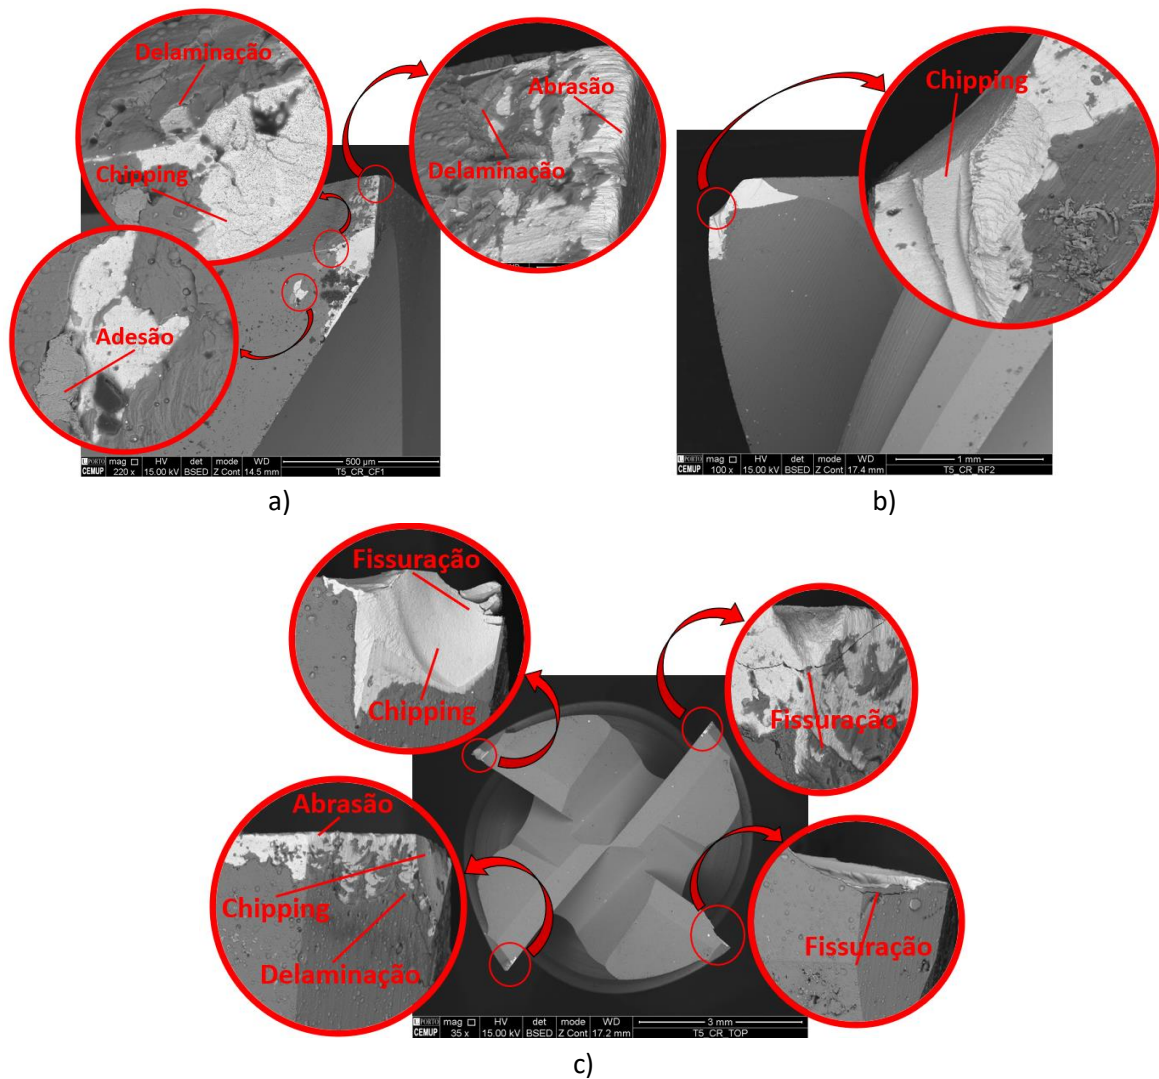 Delaminação
Chipping
Adesão
Abrasão
Delaminação
U.PORTO
CEMUP
mag HV det mode WD 500 µm
220 x 15.00 kV BSED Z Cont 14.5 mm T5_CR_CF1
a)
Chipping
U.PORTO
CEMUP
mag HV det mode WD 1 mm
100 x 15.00 kV BSED Z Cont 17.4 mm T5_CR_RF2
b)
Fissuração
Chipping
Fissuração
Abrasão
Chipping
Delaminação
Fissuração
U.PORTO
CEMUP
mag HV det mode WD 3 mm
35 x 15.00 kV BSED Z Cont 17.2 mm T5_CR_TOP
c)